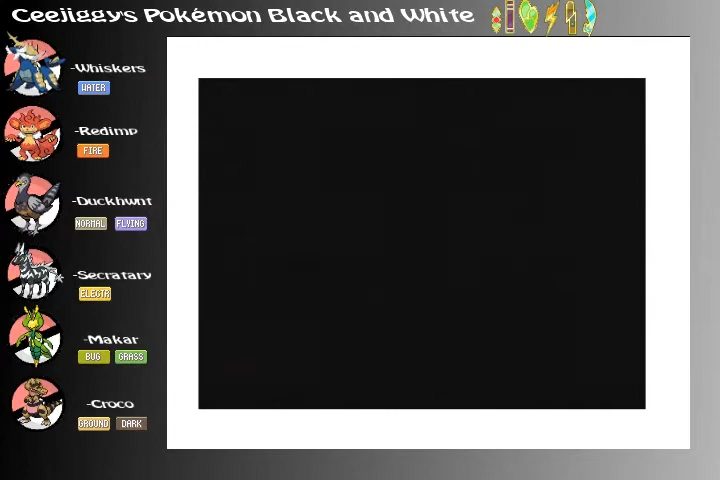 Ceejiggy's Pokémon Black and White
-Whiskers
WATER
-Redimp
FIRE
-Duckhunt
NORMAL FLYING
-Secratary
ELECTR
-Makar
BUG GRASS
-Croco
GROUND DARK